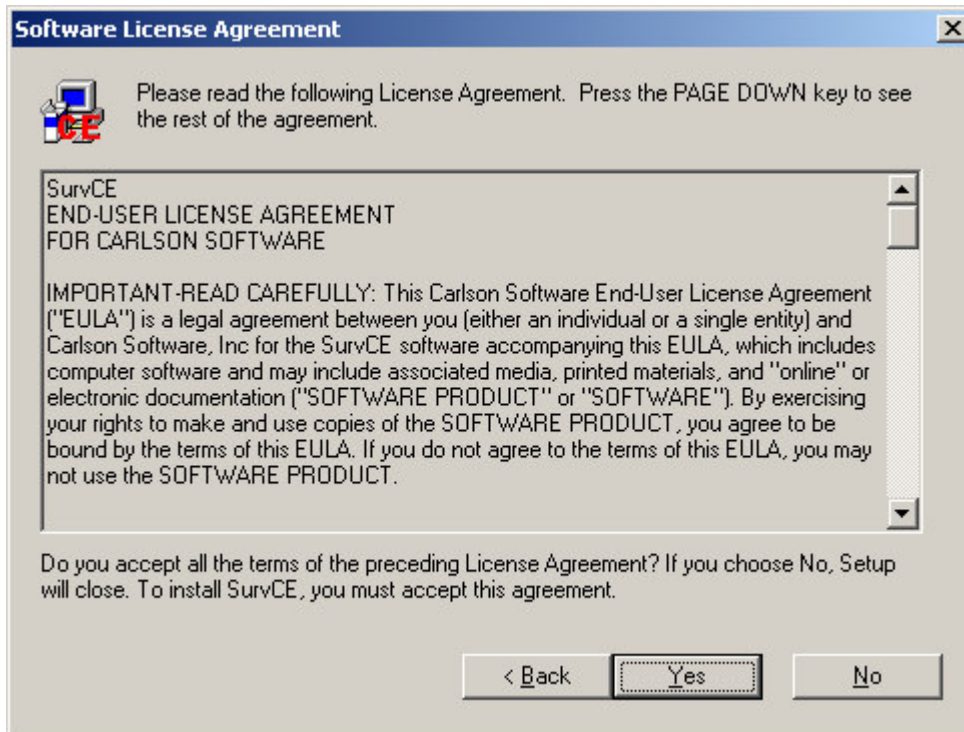 Software License Agreement
Please read the following License Agreement. Press the PAGE DOWN key to see
the rest of the agreement.
CE
SurvCE
END-USER LICENSE AGREEMENT
FOR CARLSON SOFTWARE
IMPORTANT-READ CAREFULLY: This Carlson Software End-User License Agreement
("EULA") is a legal agreement between you (either an individual or a single entity) and
Carlson Software, Inc for the SurvCE software accompanying this EULA, which includes
computer software and may include associated media, printed materials, and "online" or
electronic documentation ("SOFTWARE PRODUCT" or "SOFTWARE"). By exercising
your rights to make and use copies of the SOFTWARE PRODUCT, you agree to be
bound by the terms of this EULA. If you do not agree to the terms of this EULA, you may
not use the SOFTWARE PRODUCT.
Do you accept all the terms of the preceding License Agreement? If you choose No, Setup
will close. To install SurvCE, you must accept this agreement.
< Back Yes No